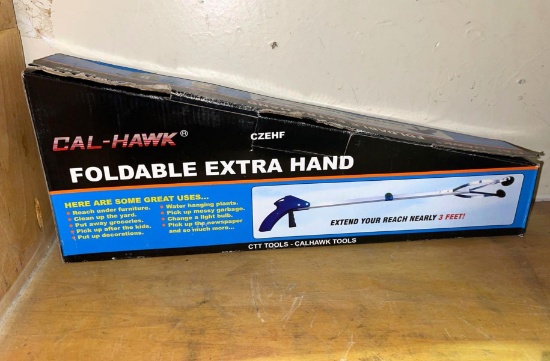 CAL-HAWK®
CZEHF
FOLDABLE EXTRA HAND
HERE ARE SOME GREAT USES...
• Reach under furniture.
• Clean up the yard.
• Put away groceries.
• Pick up after the kids.
• Put up decorations.
• Water hanging plants.
• Pick up messy garbage.
• Change a light bulb.
• Pick up the newspaper
and so much more...
EXTEND YOUR REACH NEARLY 3 FEET!
CTT TOOLS - CALHAWK TOOLS